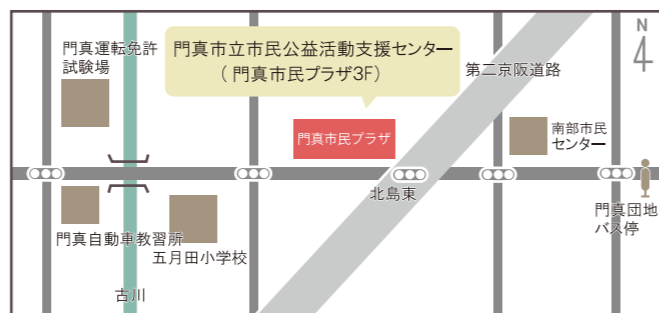 門真運転免許
試験場
門真市立市民公益活動支援センター
（門真市民プラザ3F）
第二京阪道路
N
門真市民プラザ
南部市民
センター
北島東
門真団地
バス停
門真自動車教習所
五月田小学校
古川